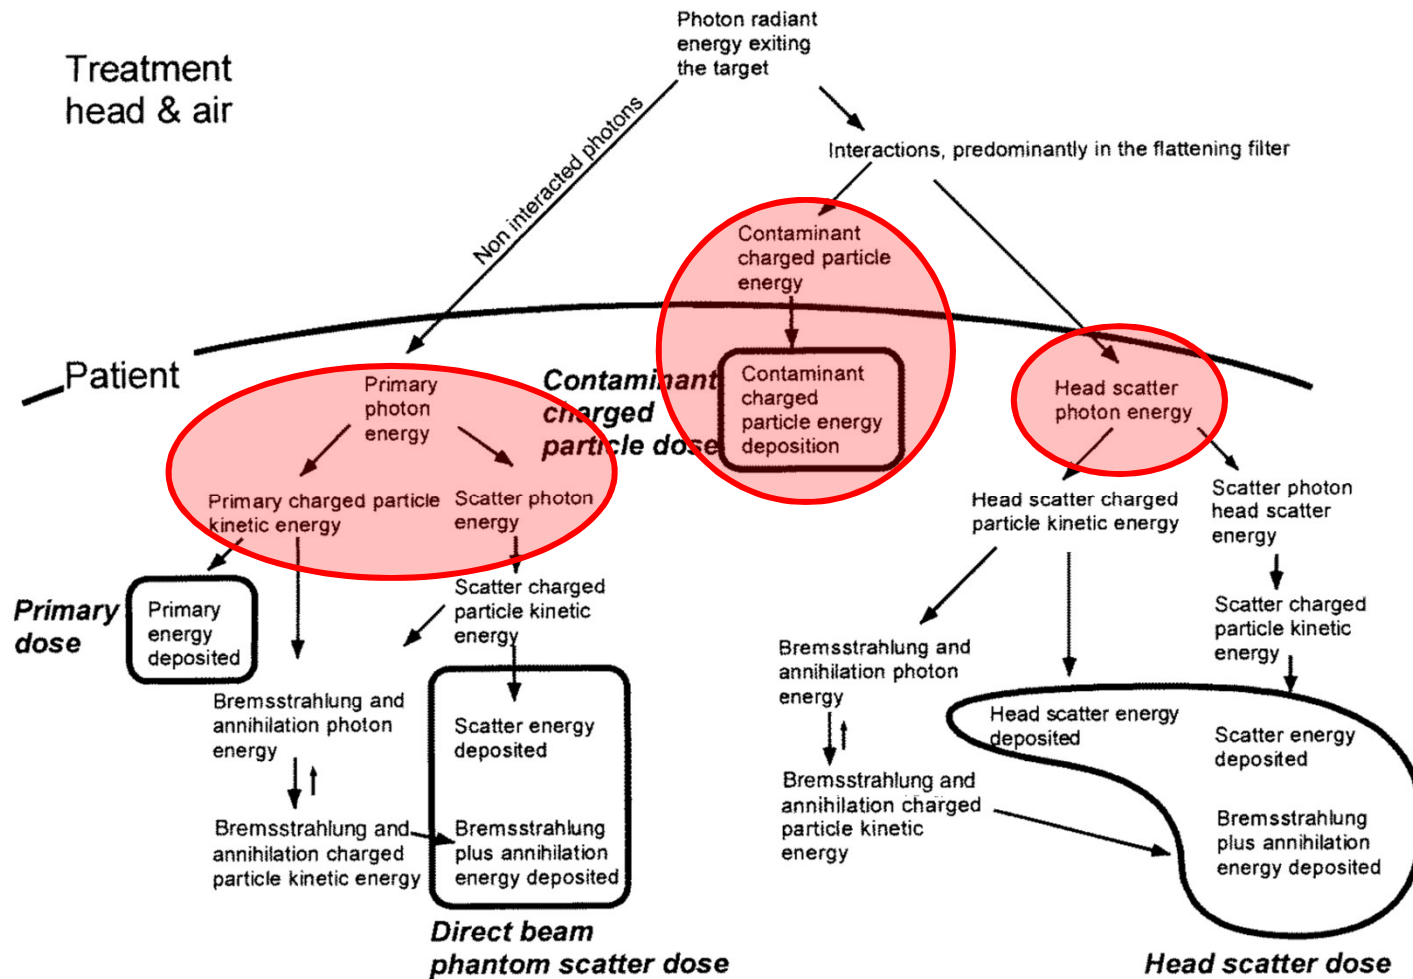 Photon radiant
energy exiting
the target
Treatment
head & air
Non interacted photons
Interactions, predominantly in the flattening filter
Contaminant
charged particle
energy
Patient
Primary
photon
energy
Contaminant
charged
particle dose
Contaminant
charged
particle energy
deposition
Head scatter
photon energy
Primary charged particle
kinetic energy
Scatter photon
energy
Head scatter charged
particle kinetic energy
Scatter photon
head scatter
energy
Primary
dose
Primary
energy
deposited
Scatter charged
particle kinetic
energy
Scatter charged
particle kinetic
energy
Bremsstrahlung and
annihilation photon
energy
Bremsstrahlung and
annihilation photon
energy
Scatter energy
deposited
Head scatter energy
deposited
Scatter energy
deposited
Bremsstrahlung and
annihilation charged
particle kinetic energy
Bremsstrahlung
plus annihilation
energy deposited
Bremsstrahlung and
annihilation charged
particle kinetic
energy
Bremsstrahlung
plus annihilation
energy deposited
Direct beam
phantom scatter dose
Head scatter dose